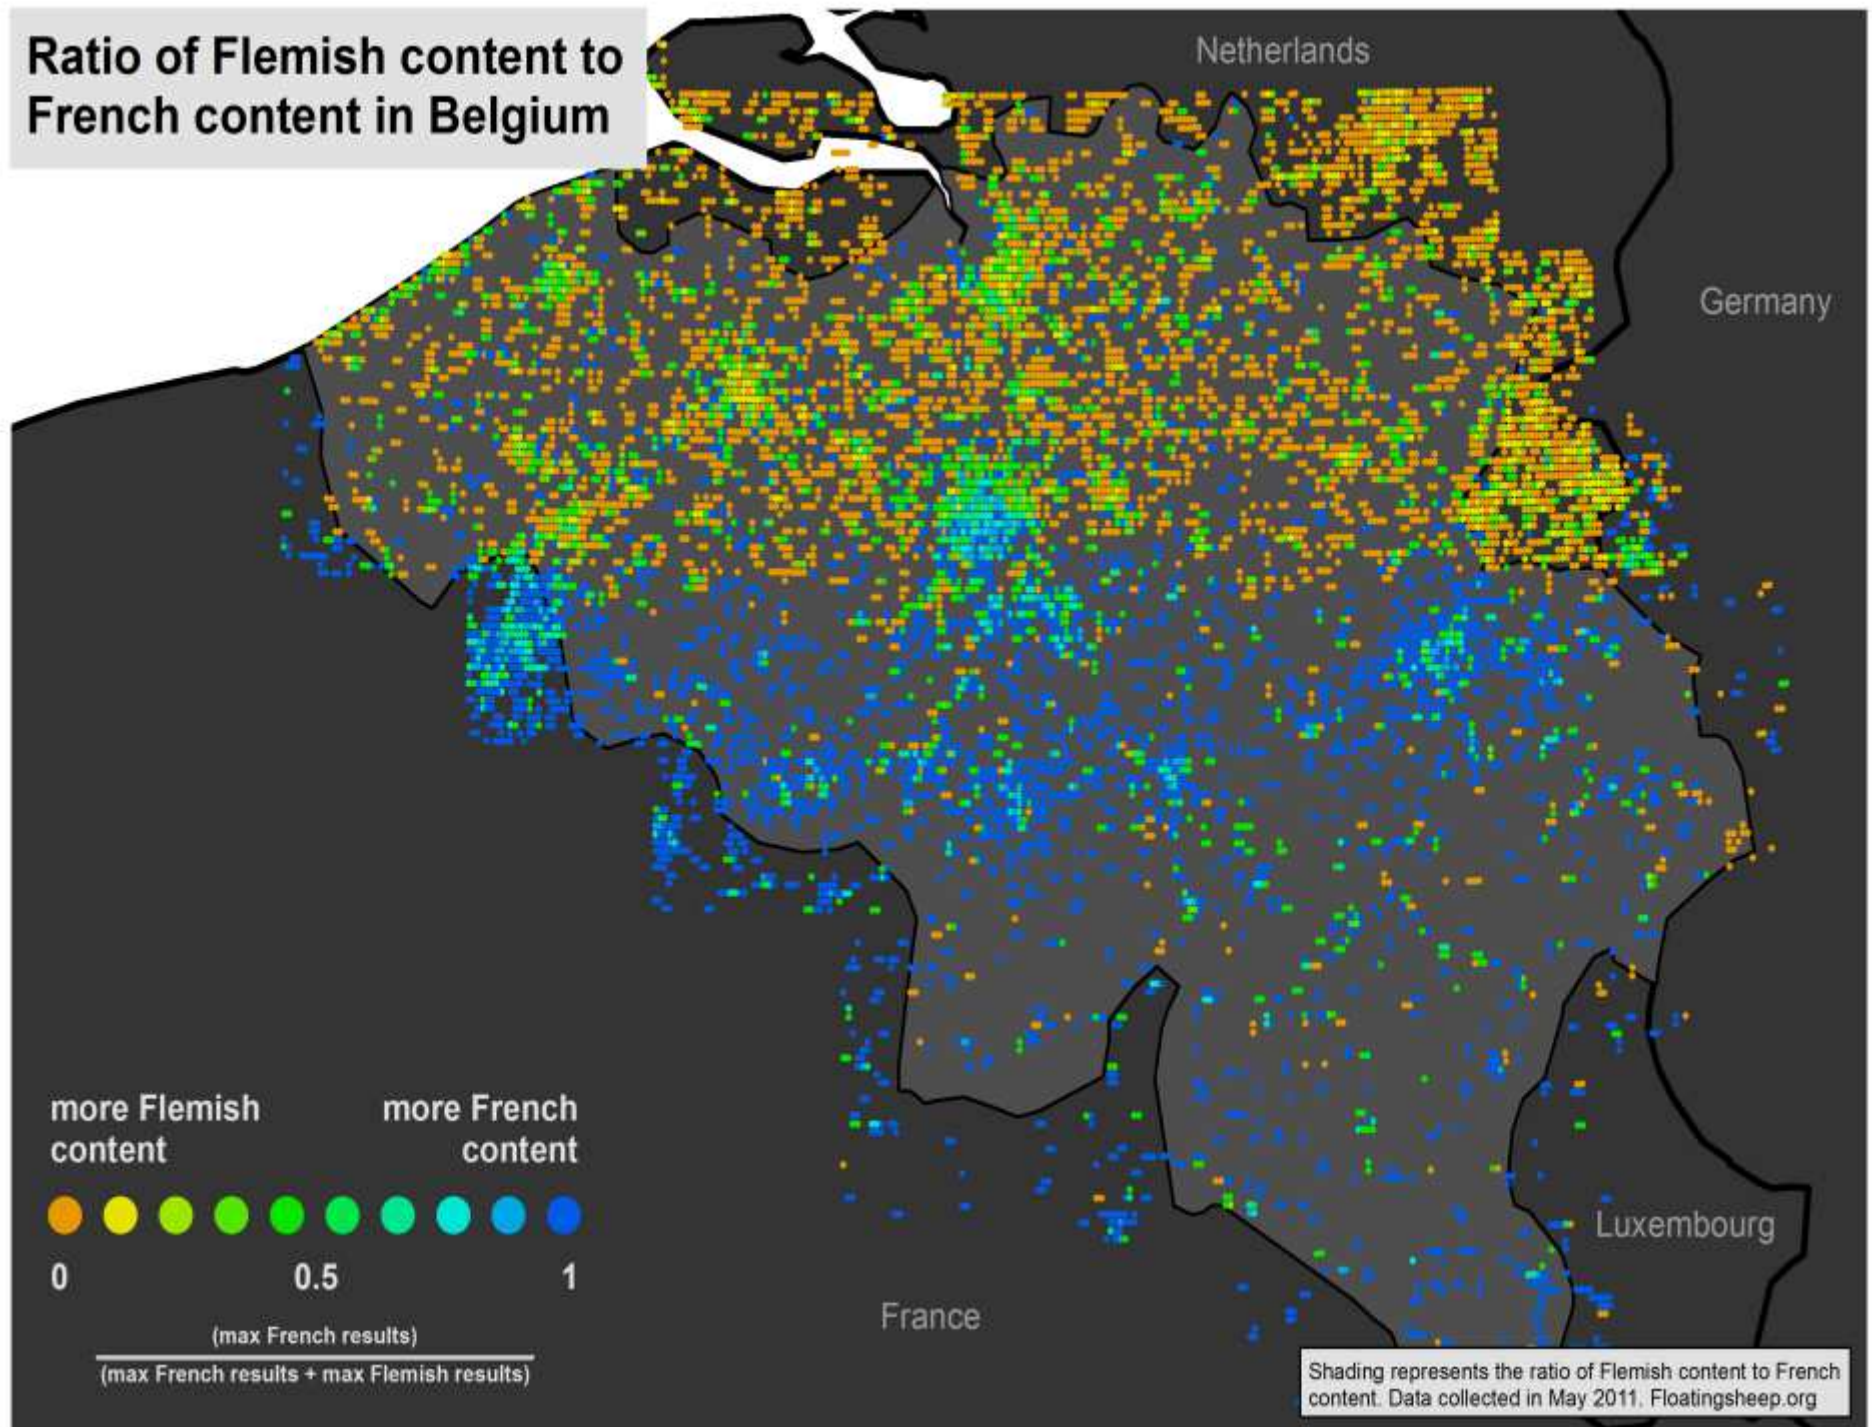 Ratio of Flemish content to
French content in Belgium
Netherlands
Germany
more Flemish
content
more French
content
0
0.5
1
(max French results)
(max French results + max Flemish results)
France
Luxembourg
Shading represents the ratio of Flemish content to French
content. Data collected in May 2011. Floatingsheep.org